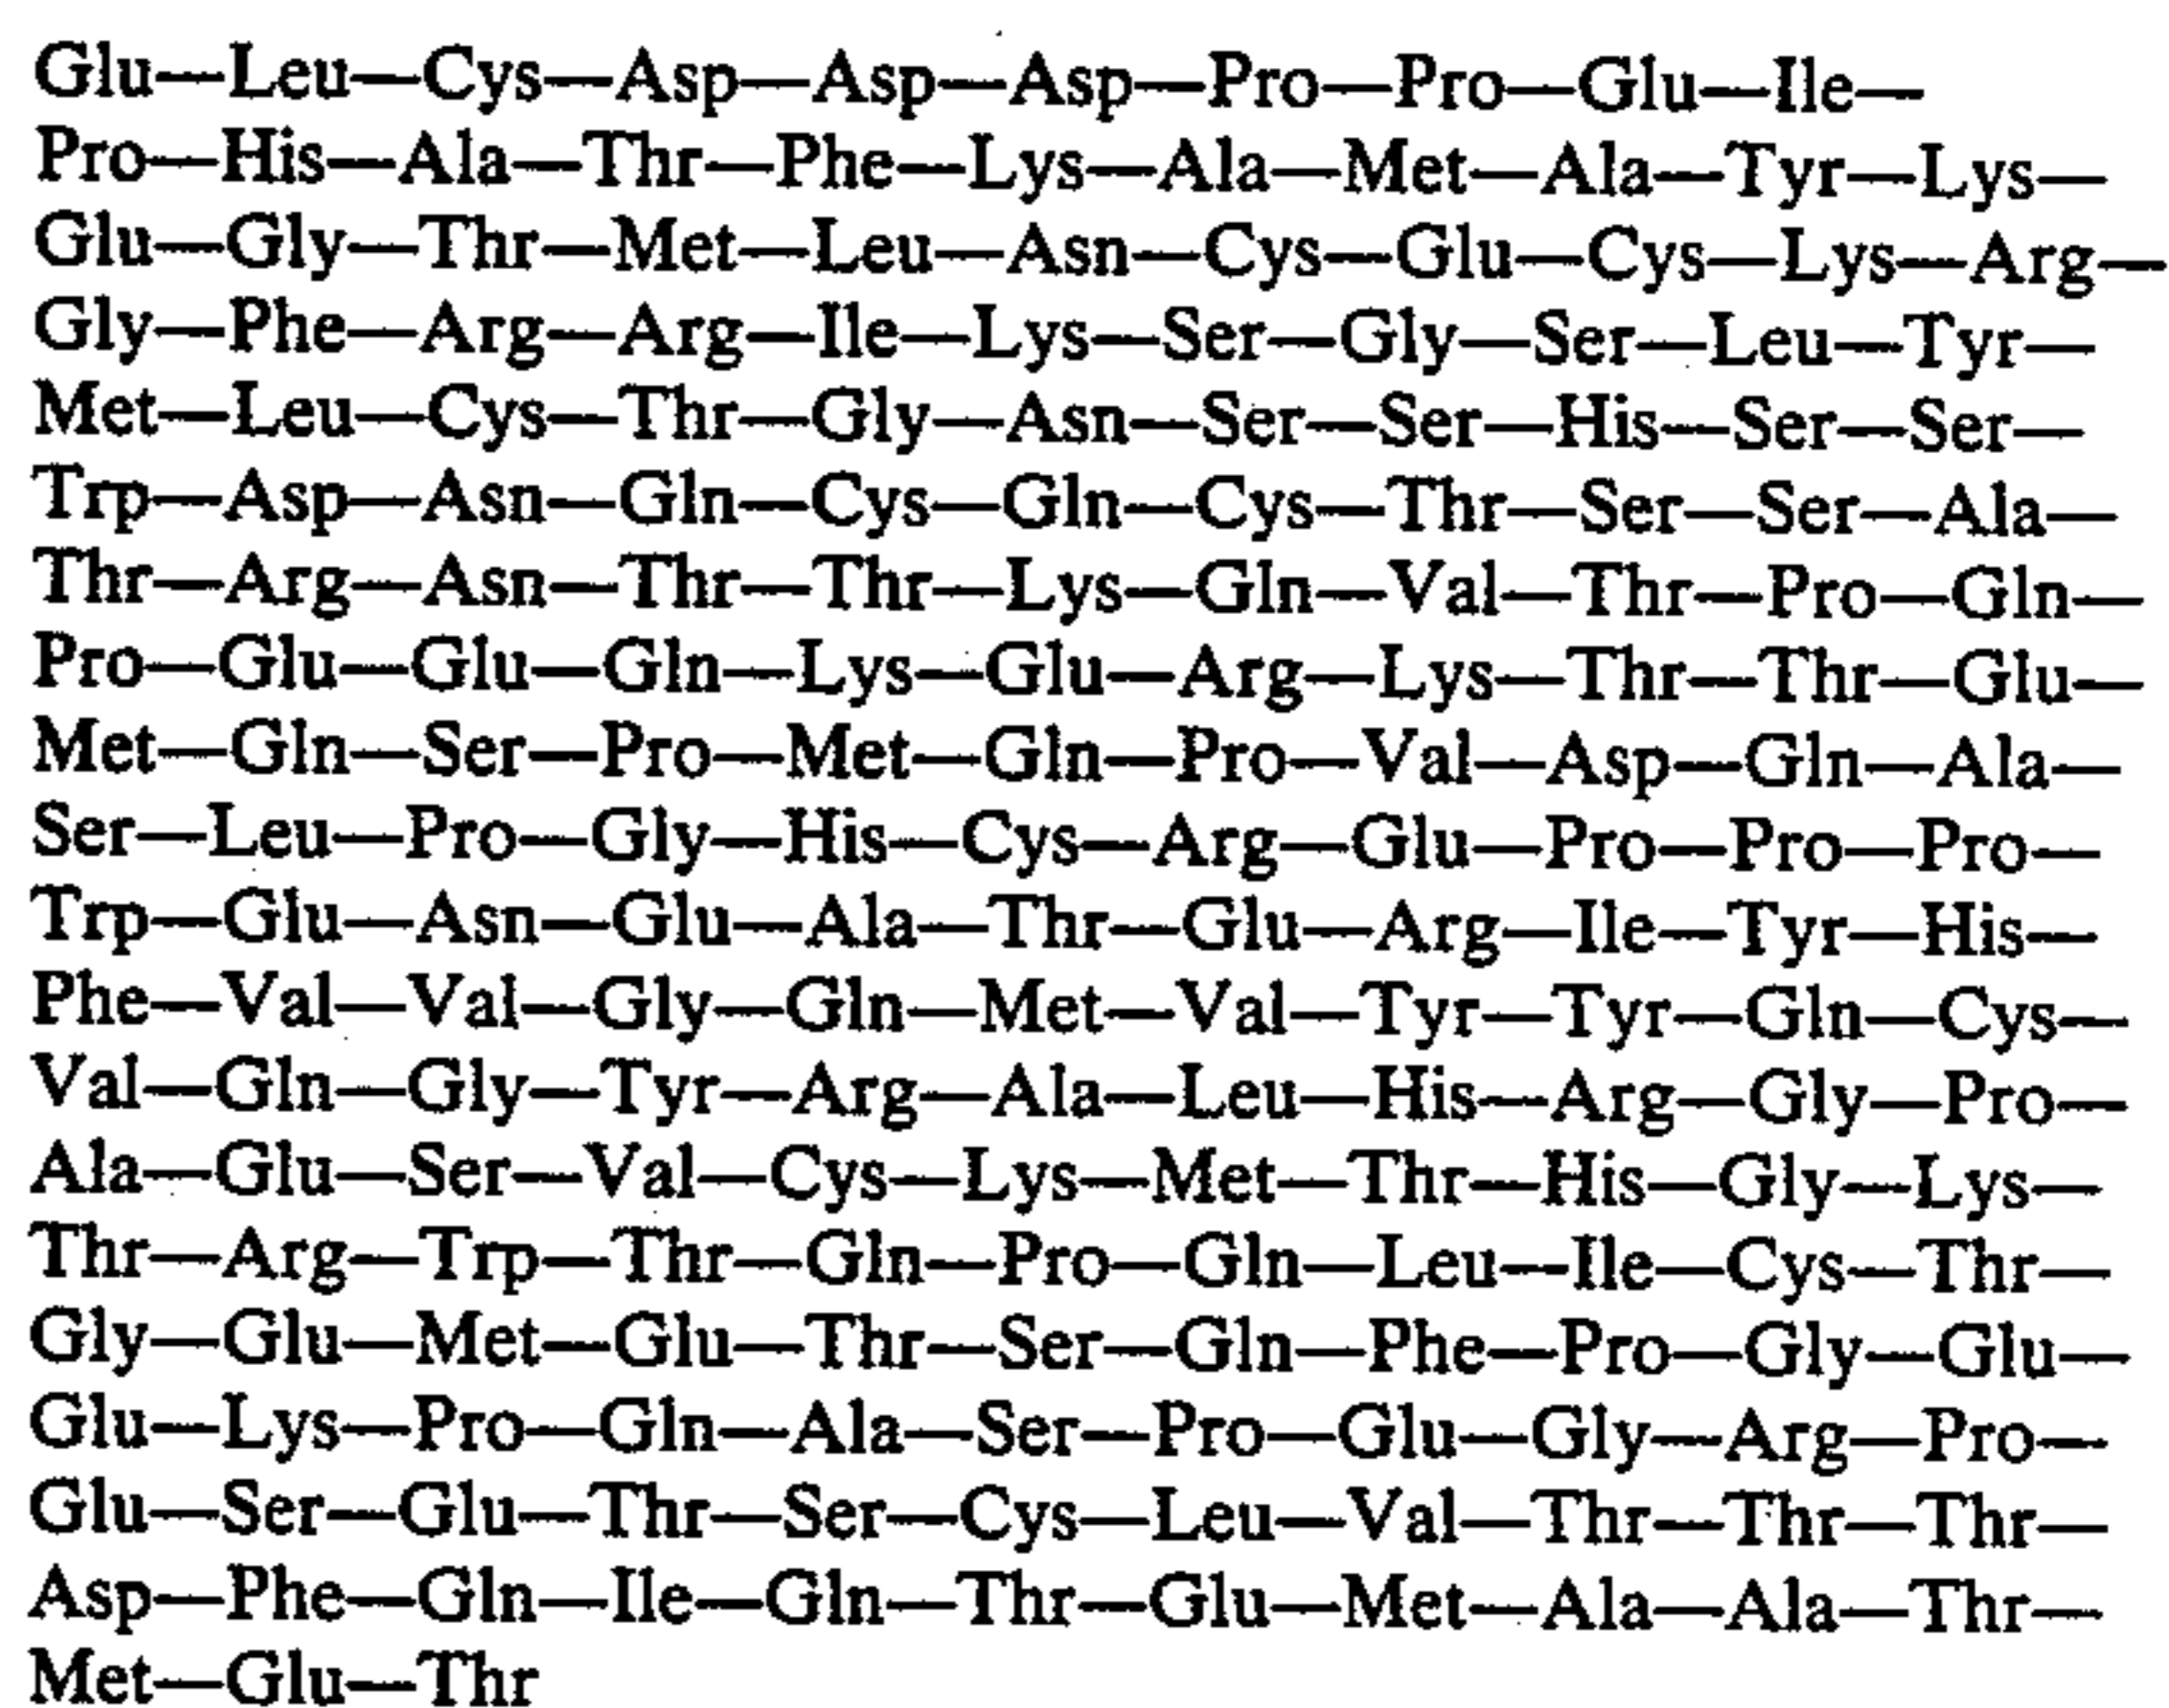 Glu—Leu—Cys—Asp—Asp—Asp—Pro—Pro—Glu—Ile—
Pro—His—Ala—Thr—Phe—Lys—Ala—Met—Ala—Tyr—Lys—
Glu—Gly—Thr—Met—Leu—Asn—Cys—Glu—Cys—Lys—Arg—
Gly—Phe—Arg—Arg—Ile—Lys—Ser—Gly—Ser—Leu—Tyr—
Met—Leu—Cys—Thr—Gly—Asn—Ser—Ser—His—Ser—Ser—
Trp—Asp—Asn—Gln—Cys—Gln—Cys—Thr—Ser—Ser—Ala—
Thr—Arg—Asn—Thr—Thr—Lys—Gln—Val—Thr—Pro—Gln—
Pro—Glu—Glu—Gln—Lys—Glu—Arg—Lys—Thr—Thr—Glu—
Met—Gln—Ser—Pro—Met—Gln—Pro—Val—Asp—Gln—Ala—
Ser—Leu—Pro—Gly—His—Cys—Arg—Glu—Pro—Pro—Pro—
Trp—Glu—Asn—Glu—Ala—Thr—Glu—Arg—Ile—Tyr—His—
Phe—Val—Val—Gly—Gln—Met—Val—Tyr—Tyr—Gln—Cys—
Val—Gln—Gly—Tyr—Arg—Ala—Leu—His—Arg—Gly—Pro—
Ala—Glu—Ser—Val—Cys—Lys—Met—Thr—His—Gly—Lys—
Thr—Arg—Trp—Thr—Gln—Pro—Gln—Leu—Ile—Cys—Thr—
Gly—Glu—Met—Glu—Thr—Ser—Gln—Phe—Pro—Gly—Glu—
Glu—Lys—Pro—Gln—Ala—Ser—Pro—Glu—Gly—Arg—Pro—
Glu—Ser—Glu—Thr—Ser—Cys—Leu—Val—Thr—Thr—Thr—
Asp—Phe—Gln—Ile—Gln—Thr—Glu—Met—Ala—Ala—Thr—
Met—Glu—Thr